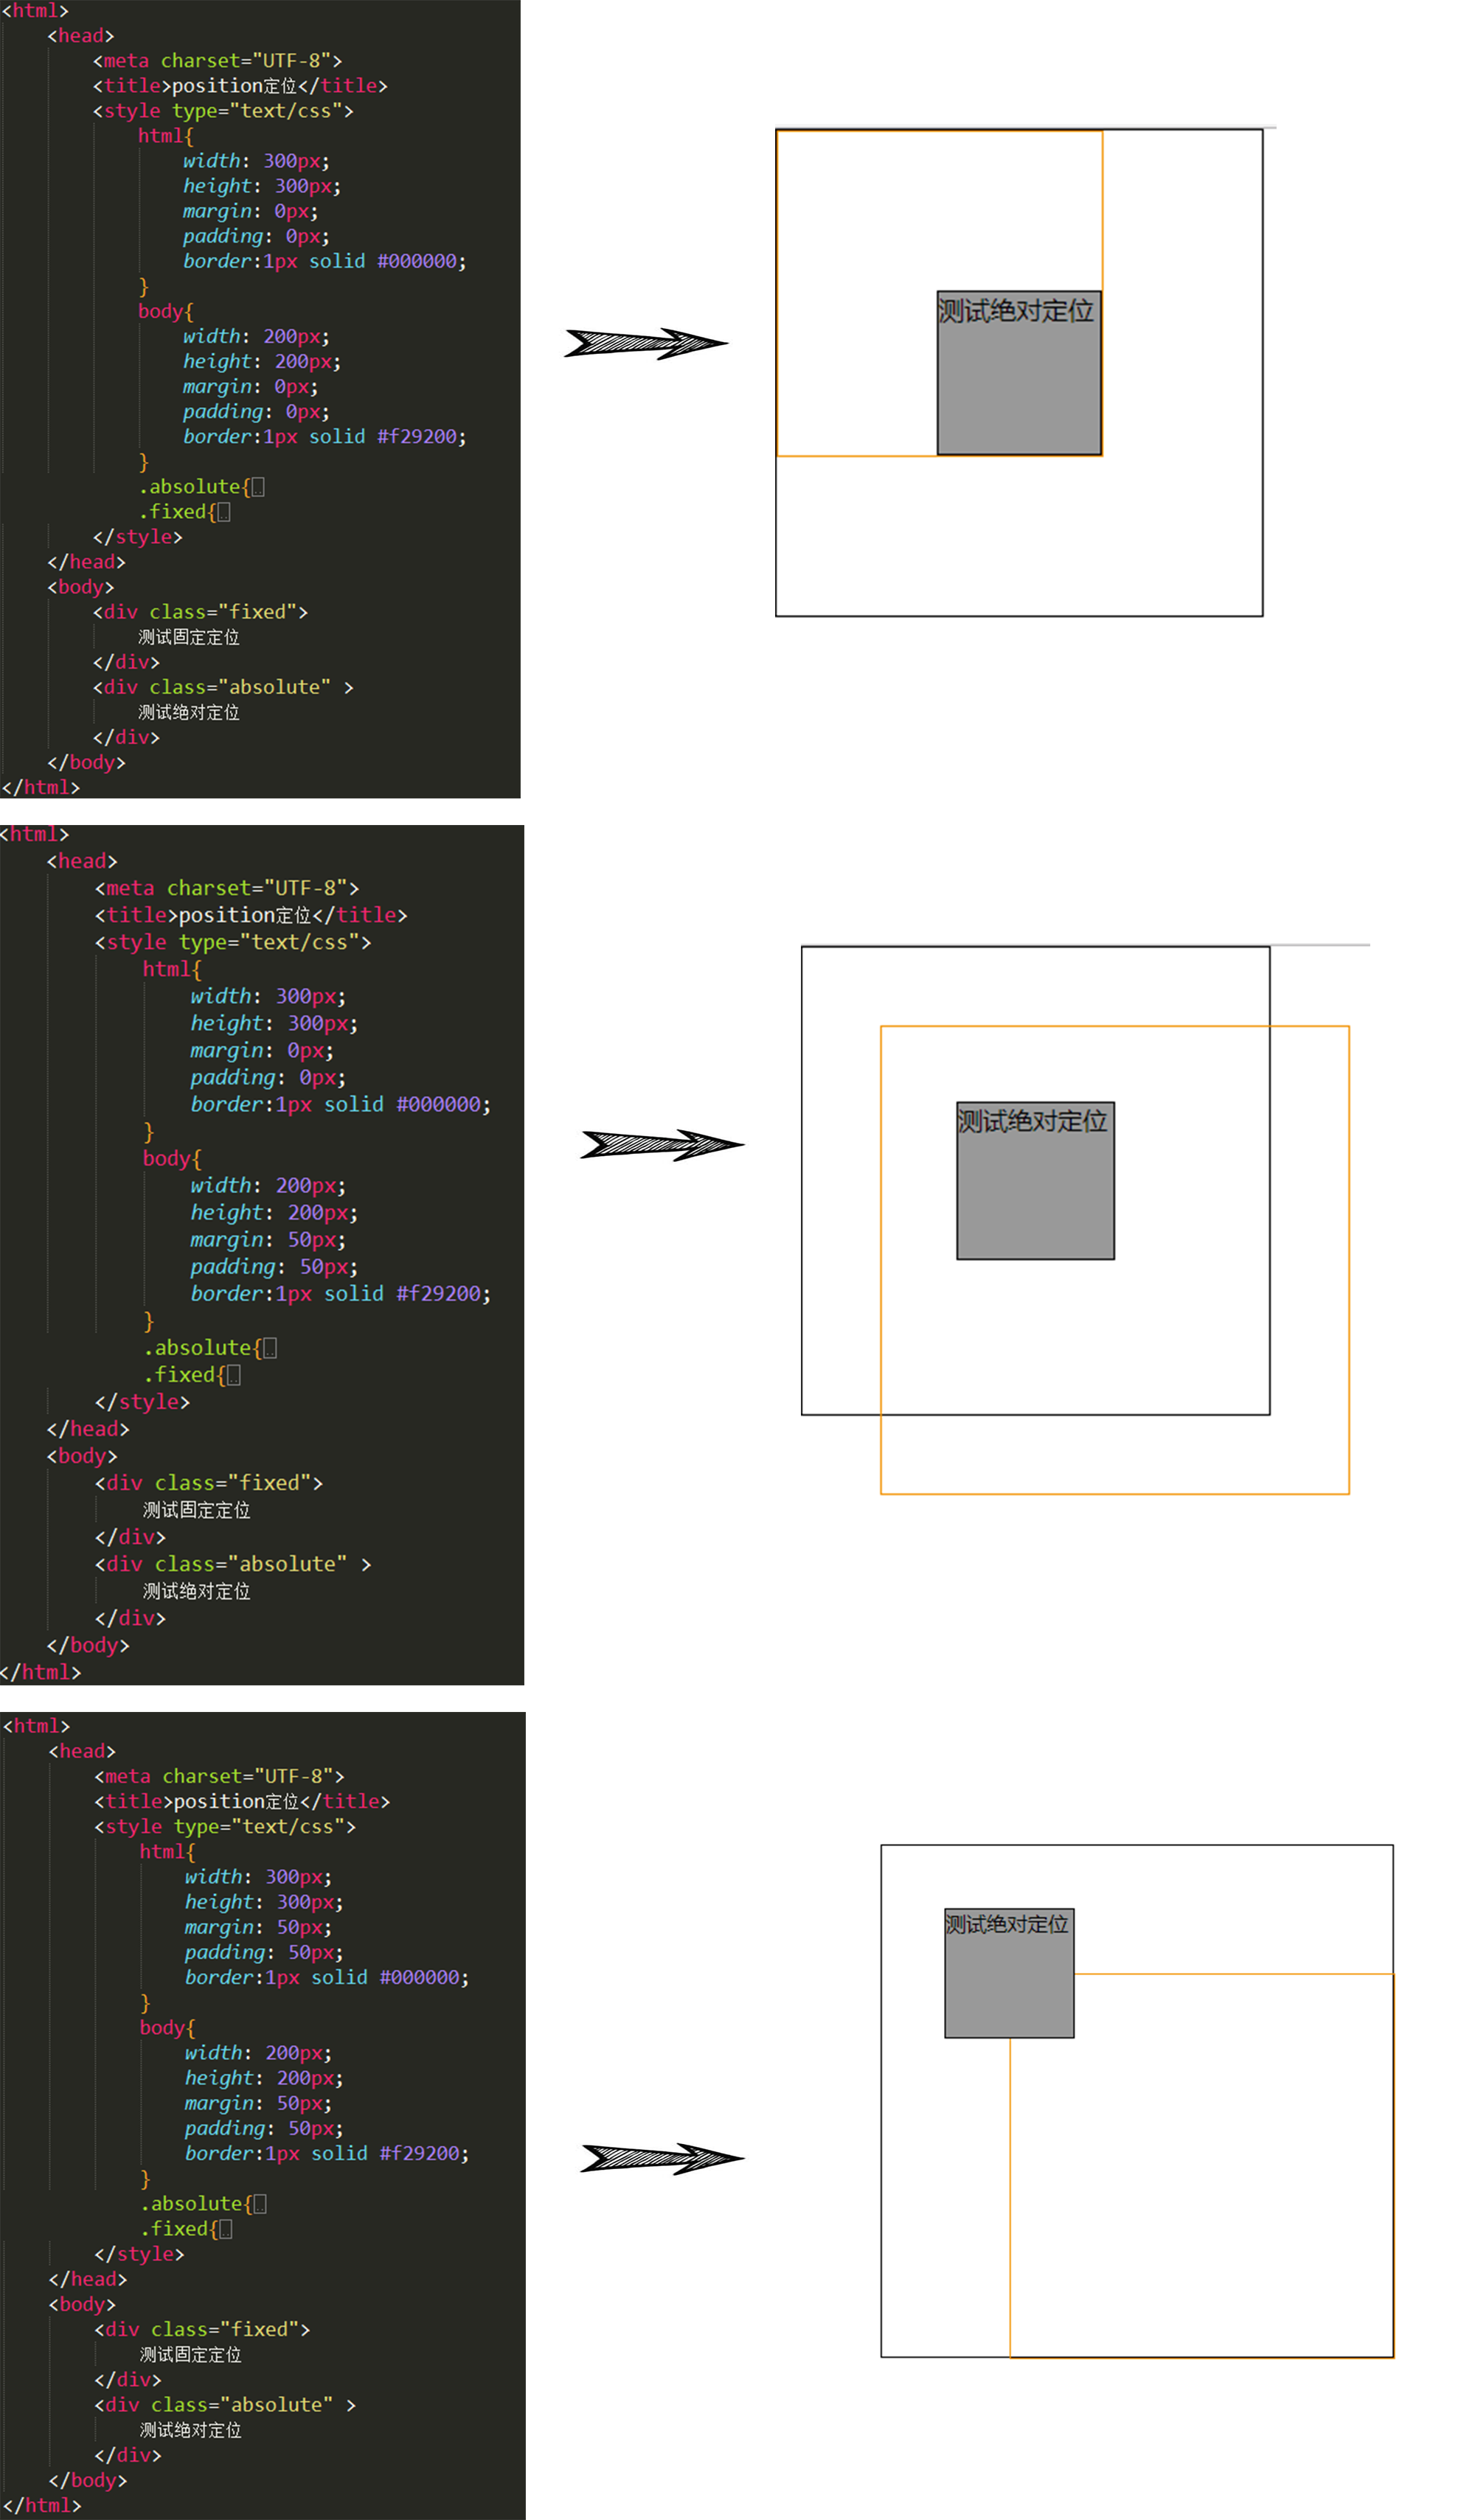 <html>
<head>
<meta charset="UTF-8">
<title>position定位</title>
<style type="text/css">
html{
width: 300px;
height: 300px;
margin: 0px;
padding: 0px;
border:1px solid #000000;
}
body{
width: 200px;
height: 200px;
margin: 0px;
padding: 0px;
border:1px solid #f29200;
}
.absolute{..
.fixed{..
</style>
</head>
<body>
<div class="fixed">
测试固定定位
</div>
<div class="absolute" >
测试绝对定位
</div>
</body>
</html>
测试绝对定位
<html>
<head>
<meta charset="UTF-8">
<title>position定位</title>
<style type="text/css">
html{
width: 300px;
height: 300px;
margin: 0px;
padding: 0px;
border:1px solid #000000;
}
body{
width: 200px;
height: 200px;
margin: 50px;
padding: 50px;
border:1px solid #f29200;
}
.absolute{..
.fixed{..
</style>
</head>
<body>
<div class="fixed">
测试固定定位
</div>
<div class="absolute" >
测试绝对定位
</div>
</body>
</html>
测试绝对定位
<html>
<head>
<meta charset="UTF-8">
<title>position定位</title>
<style type="text/css">
html{
width: 300px;
height: 300px;
margin: 50px;
padding: 50px;
border:1px solid #000000;
}
body{
width: 200px;
height: 200px;
margin: 50px;
padding: 50px;
border:1px solid #f29200;
}
.absolute{..
.fixed{..
</style>
</head>
<body>
<div class="fixed">
测试固定定位
</div>
<div class="absolute" >
测试绝对定位
</div>
</body>
</html>
测试绝对定位